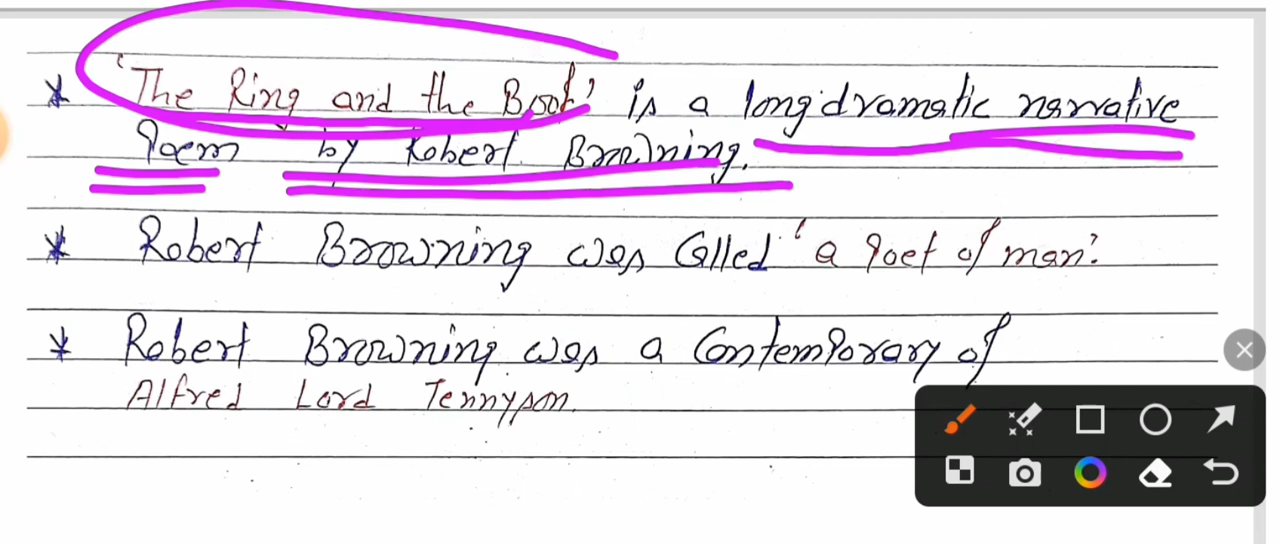 * 'The Ring and the Book' is a long dramatic narrative
Poem by Robert Browning.
* Robert Browning was called 'a Poet of man.'
* Robert Browning was a Contemporary of
Alfred Lord Tennyson.